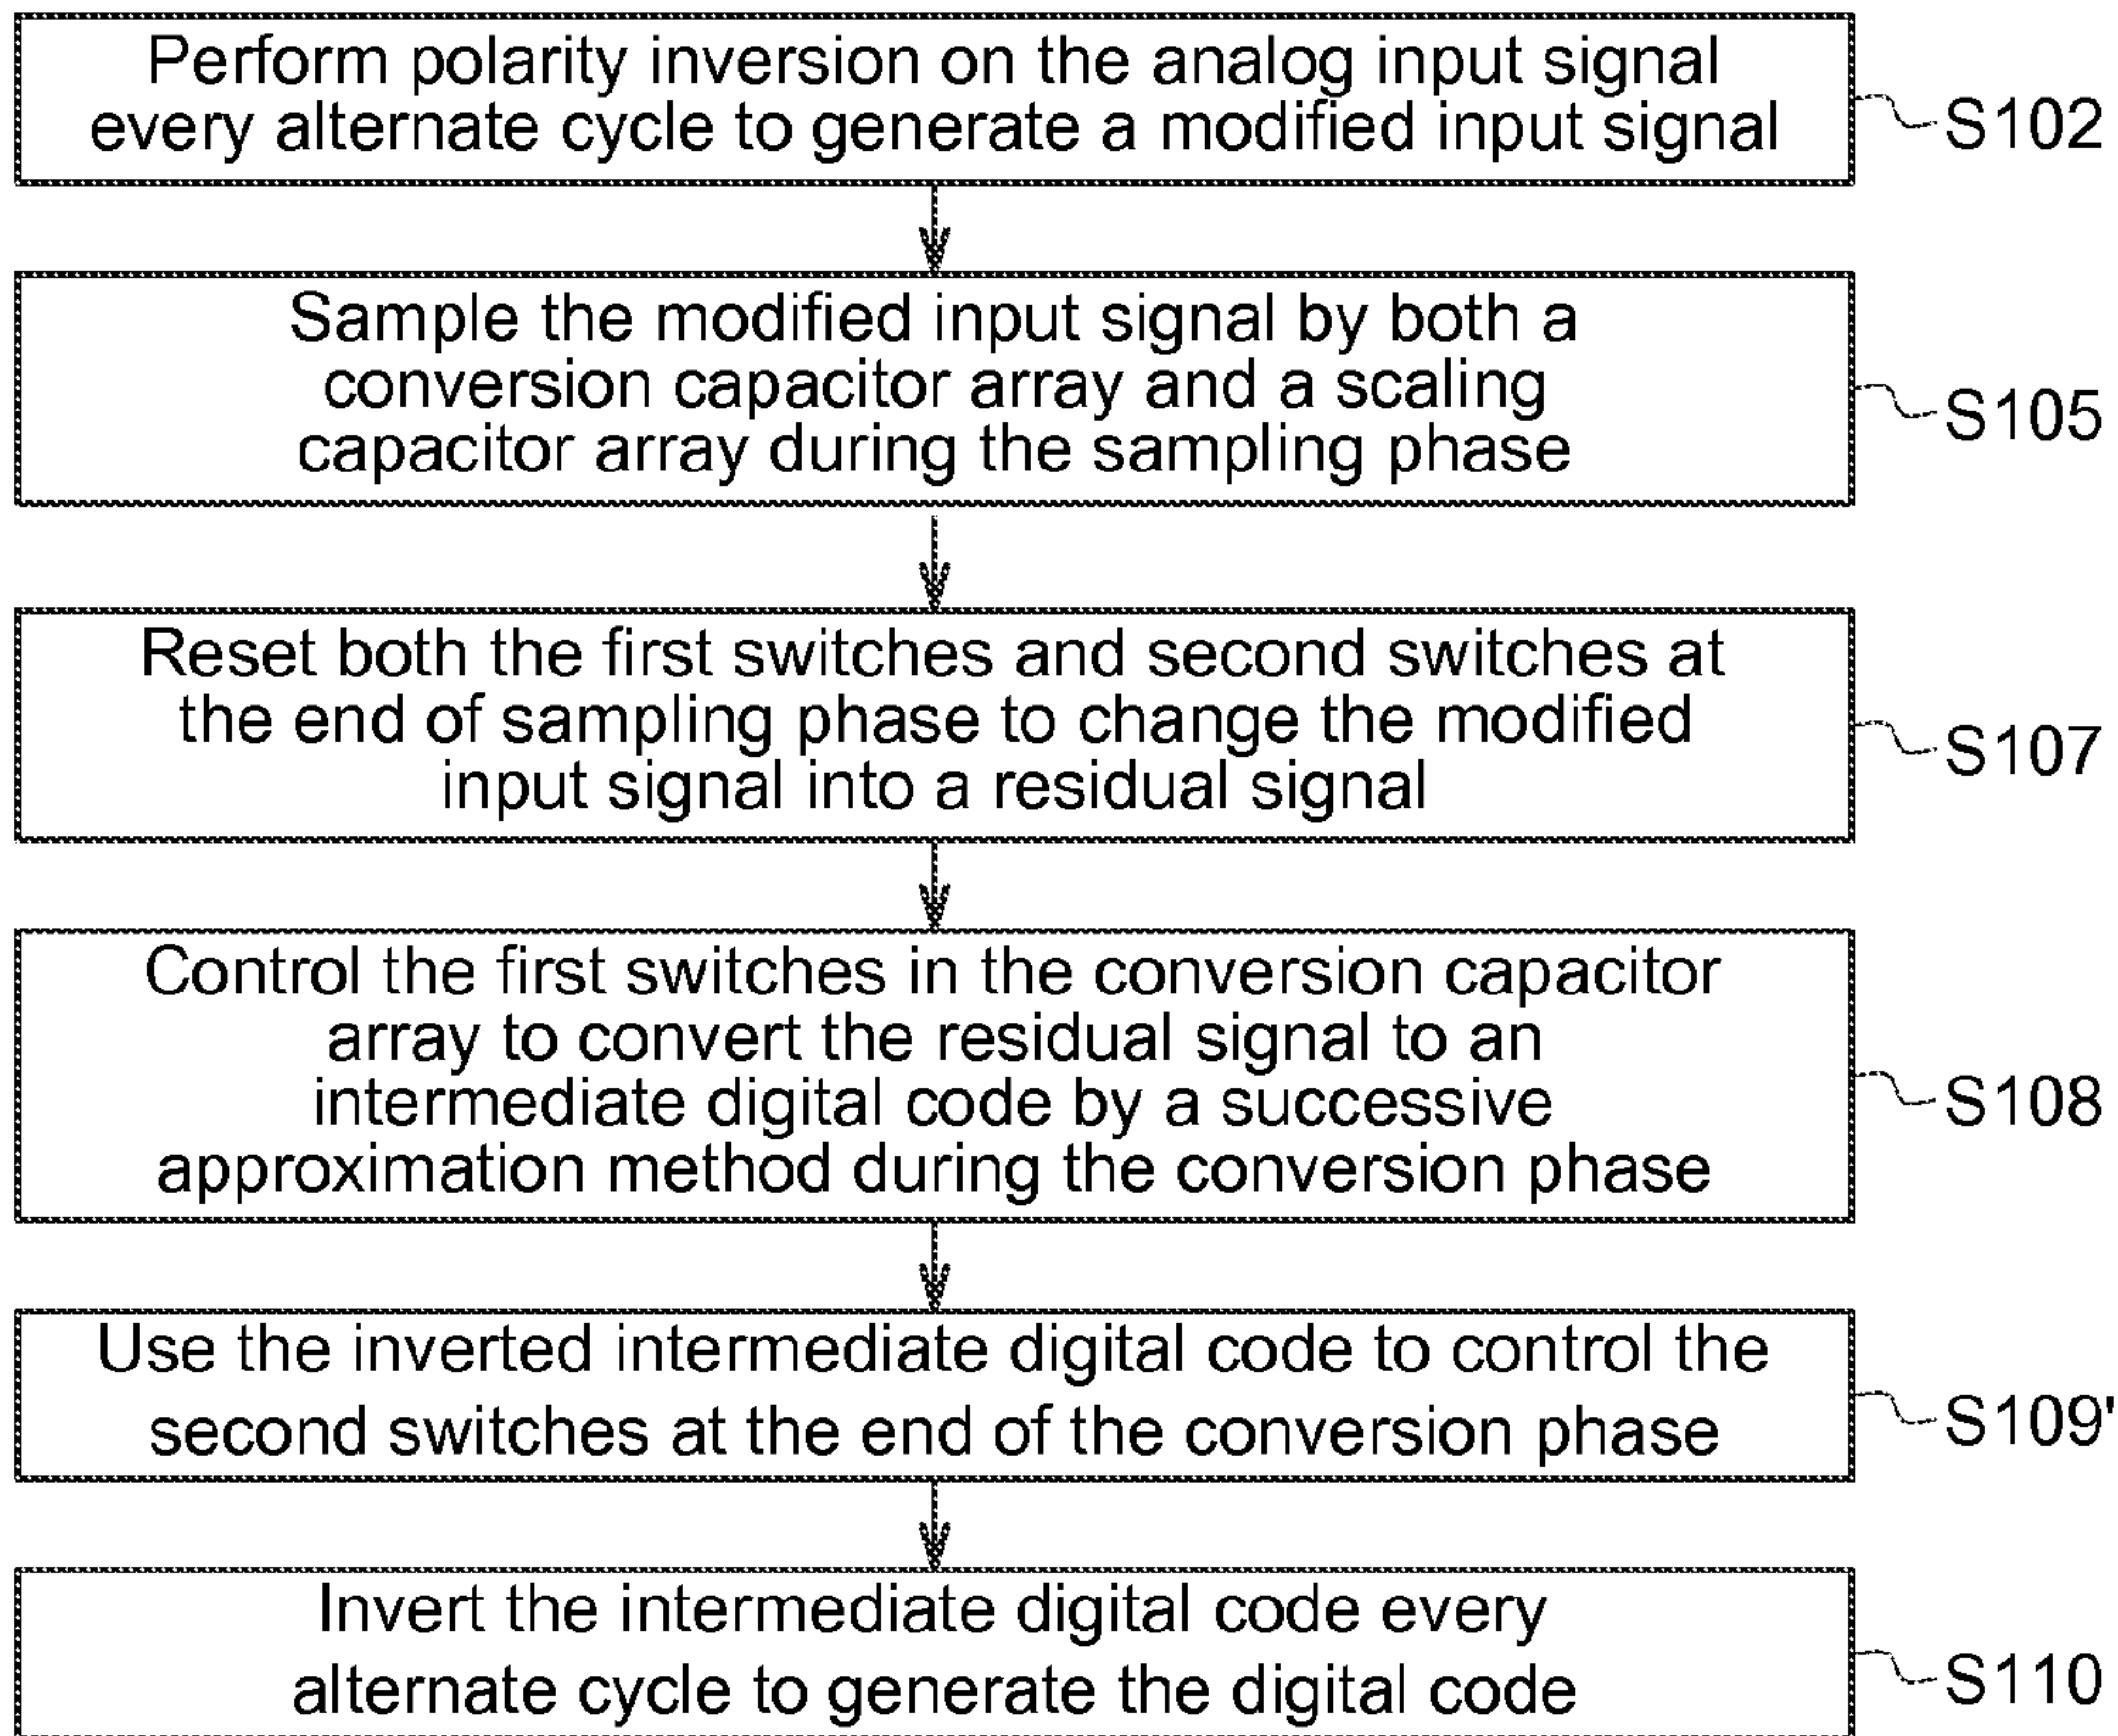 Perform polarity inversion on the analog input signal
every alternate cycle to generate a modified input signal
S102
Sample the modified input signal by both a
conversion capacitor array and a scaling
capacitor array during the sampling phase
S105
Reset both the first switches and second switches at
the end of sampling phase to change the modified
input signal into a residual signal
S107
Control the first switches in the conversion capacitor
array to convert the residual signal to an
intermediate digital code by a successive
approximation method during the conversion phase
S108
Use the inverted intermediate digital code to control the
second switches at the end of the conversion phase
S109'
Invert the intermediate digital code every
alternate cycle to generate the digital code
S110